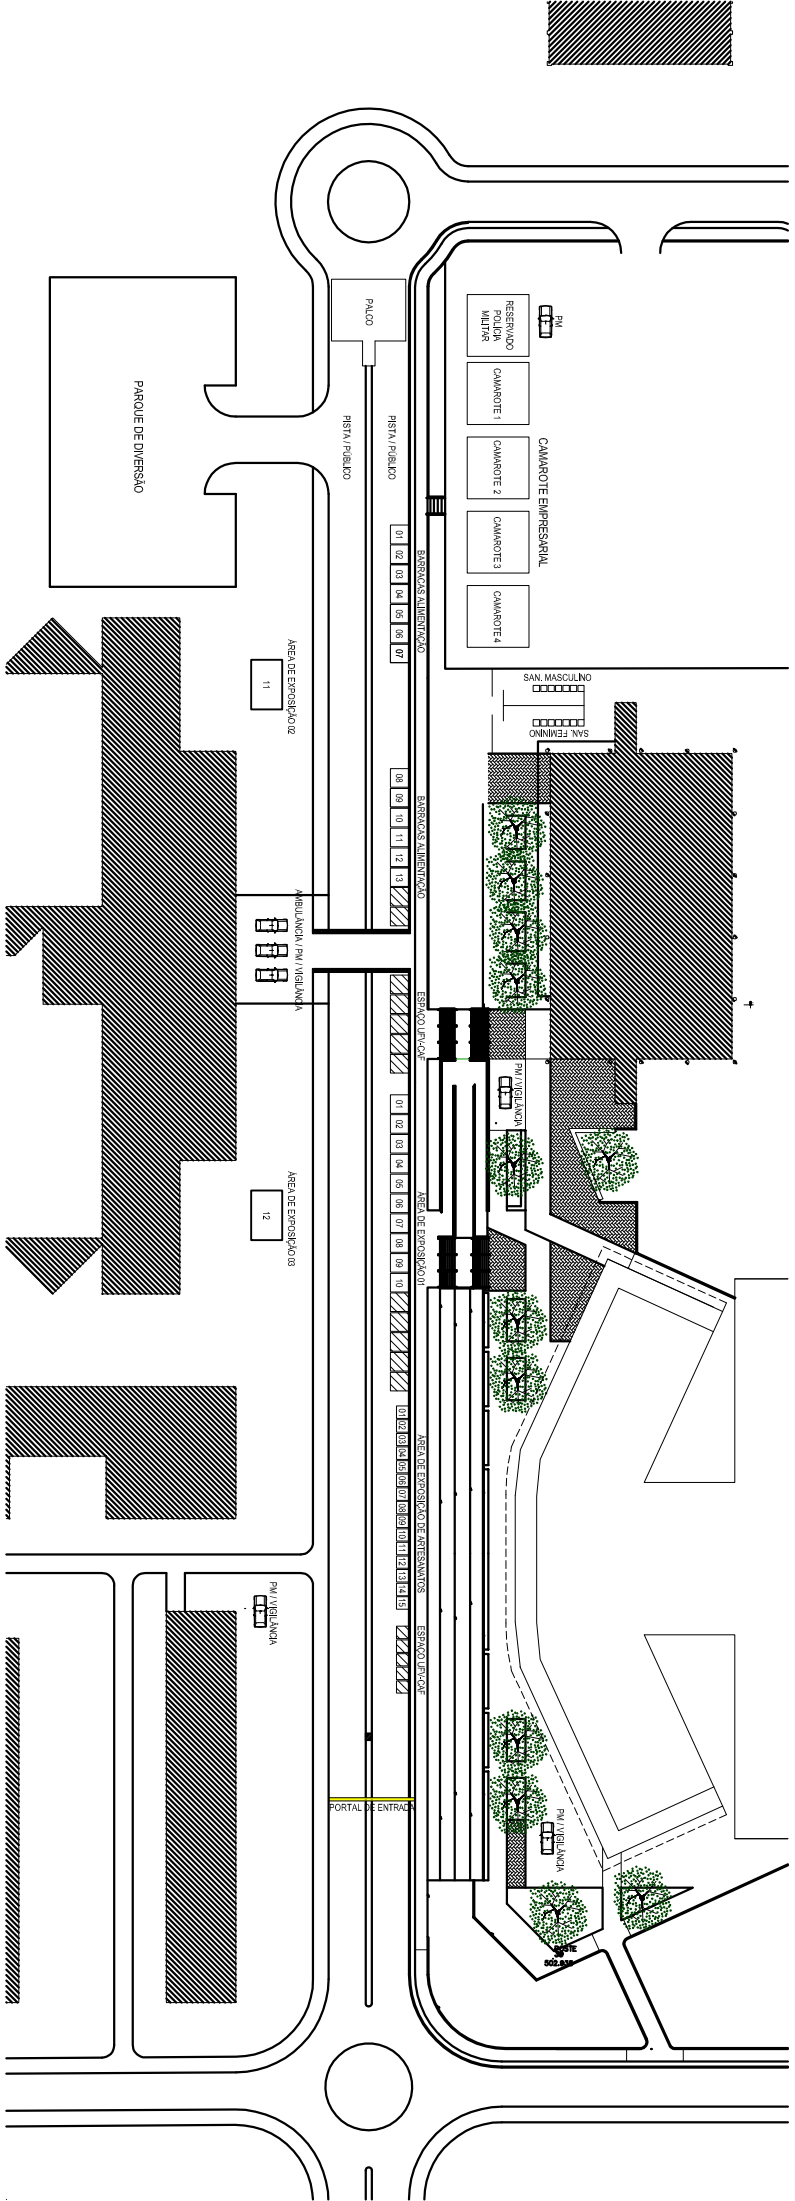 PALCO
RESERVADO
POLÍCIA
MILITAR
PM
CAMAROTE 1
CAMAROTE 2
CAMAROTE 3
CAMAROTE 4
CAMAROTE EMPRESARIAL
PARQUE DE DIVERSÃO
PISTA / PÚBLICO
PISTA / PÚBLICO
01
02
03
04
05
06
07
BARRACAS ALIMENTAÇÃO
SAN. MASCULINO
SAN. FEMININO
11
ÁREA DE EXPOSIÇÃO 02
08
09
10
11
12
13
BARRACAS ALIMENTAÇÃO
AMBULÂNCIA / PM / VIGILÂNCIA
ESPAÇO UFV-CAF
PM / VIGILÂNCIA
01
02
03
04
05
06
07
08
09
10
ÁREA DE EXPOSIÇÃO 01
12
ÁREA DE EXPOSIÇÃO 03
01
02
03
04
05
06
07
08
09
10
11
12
13
14
15
ÁREA DE EXPOSIÇÃO DE ARTESANATOS
ESPAÇO UFV-CAF
PM / VIGILÂNCIA
PORTAL DE ENTRADA
PM / VIGILÂNCIA
POSTE